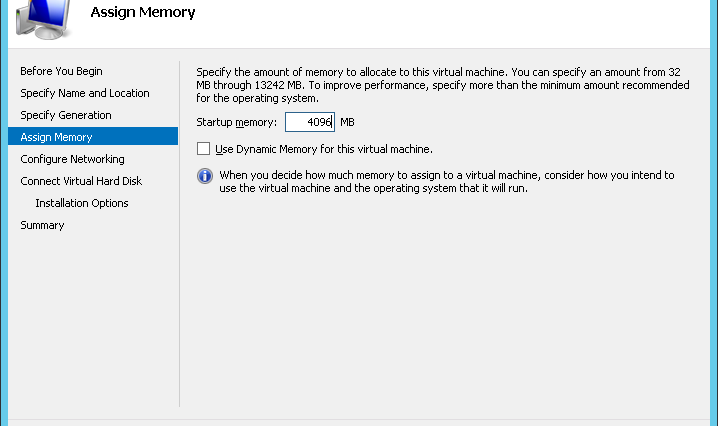 Assign Memory
Before You Begin
Specify Name and Location
Specify Generation
Assign Memory
Configure Networking
Connect Virtual Hard Disk
Installation Options
Summary
Specify the amount of memory to allocate to this virtual machine. You can specify an amount from 32
MB through 13242 MB. To improve performance, specify more than the minimum amount recommended
for the operating system.
Startup memory: 4096 MB
Use Dynamic Memory for this virtual machine.
When you decide how much memory to assign to a virtual machine, consider how you intend to
use the virtual machine and the operating system that it will run.